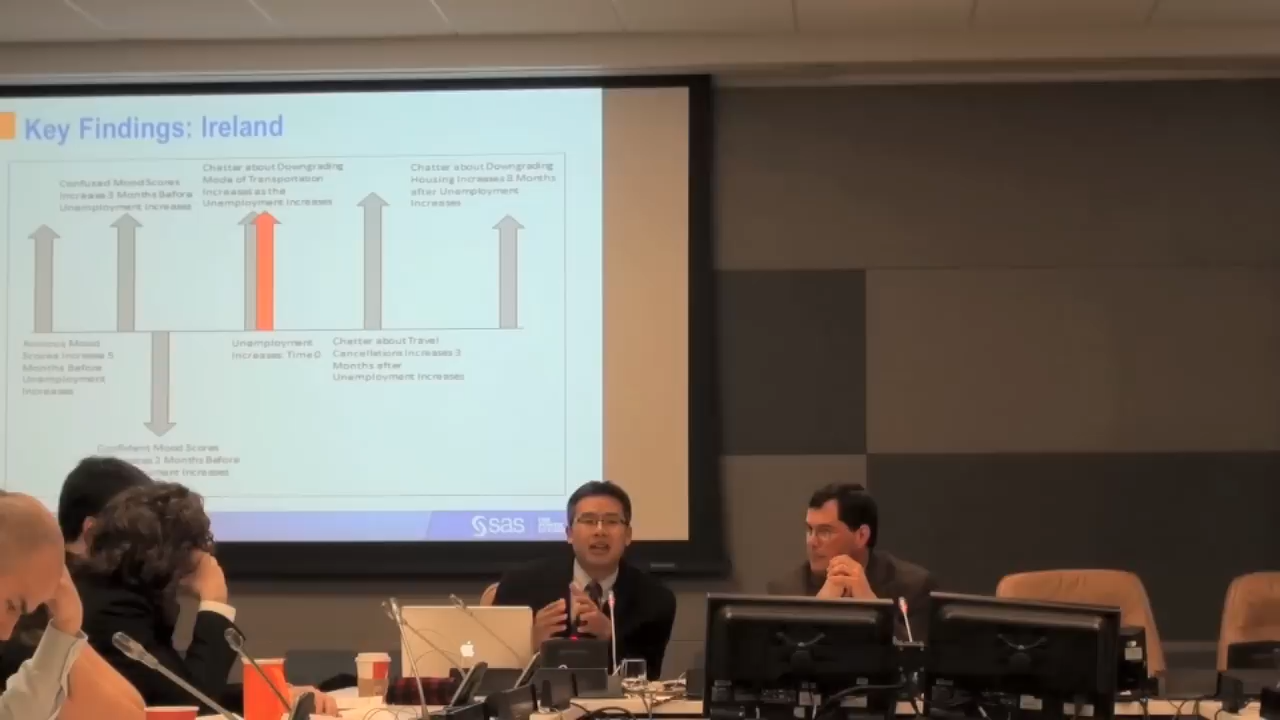 Key Findings: Ireland
Confused Mood Scores
Increase 3 Months Before
Unemployment Increases
Chatter about Downgrading
Mode of Transportation
Increases as the
Unemployment Increases
Chatter about Downgrading
Housing Increases 8 Months
after Unemployment
Increases
Mood
Scores Increase 5
Months Before
Unemployment
Increases
Unemployment
Increases: Time 0
Chatter about Travel
Cancellations Increases 3
Months after
Unemployment Increases
Confident Mood Scores
3 Months Before
Increases
sas